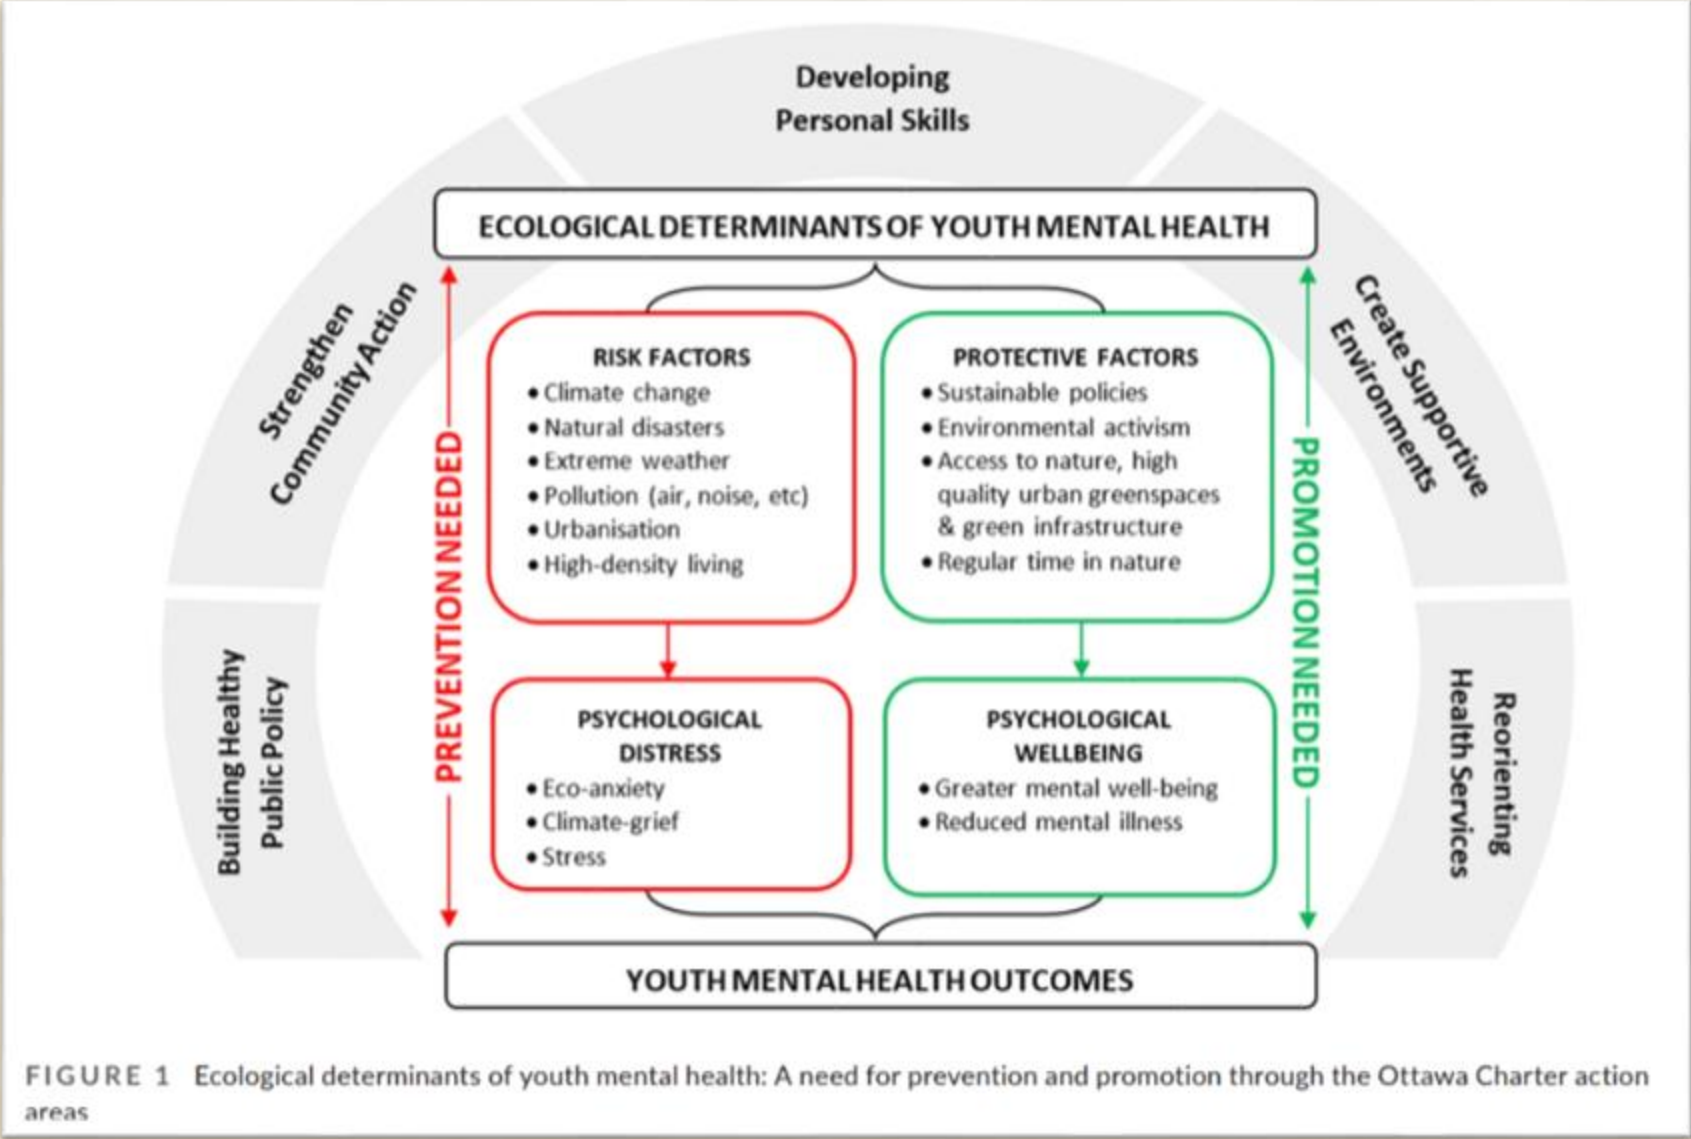 Developing
Personal Skills
Strengthen
Community Action
Create Supportive
Environments
Building Healthy
Public Policy
Reorienting
Health Services
ECOLOGICAL DETERMINANTS OF YOUTH MENTAL HEALTH
PREVENTION NEEDED
RISK FACTORS
• Climate change
• Natural disasters
• Extreme weather
• Pollution (air, noise, etc)
• Urbanisation
• High-density living
PROTECTIVE FACTORS
• Sustainable policies
• Environmental activism
• Access to nature, high
quality urban greenspaces
& green infrastructure
• Regular time in nature
PROMOTION NEEDED
PSYCHOLOGICAL
DISTRESS
• Eco-anxiety
• Climate-grief
• Stress
PSYCHOLOGICAL
WELLBEING
• Greater mental well-being
• Reduced mental illness
YOUTH MENTAL HEALTH OUTCOMES
FIGURE 1 Ecological determinants of youth mental health: A need for prevention and promotion through the Ottawa Charter action
areas